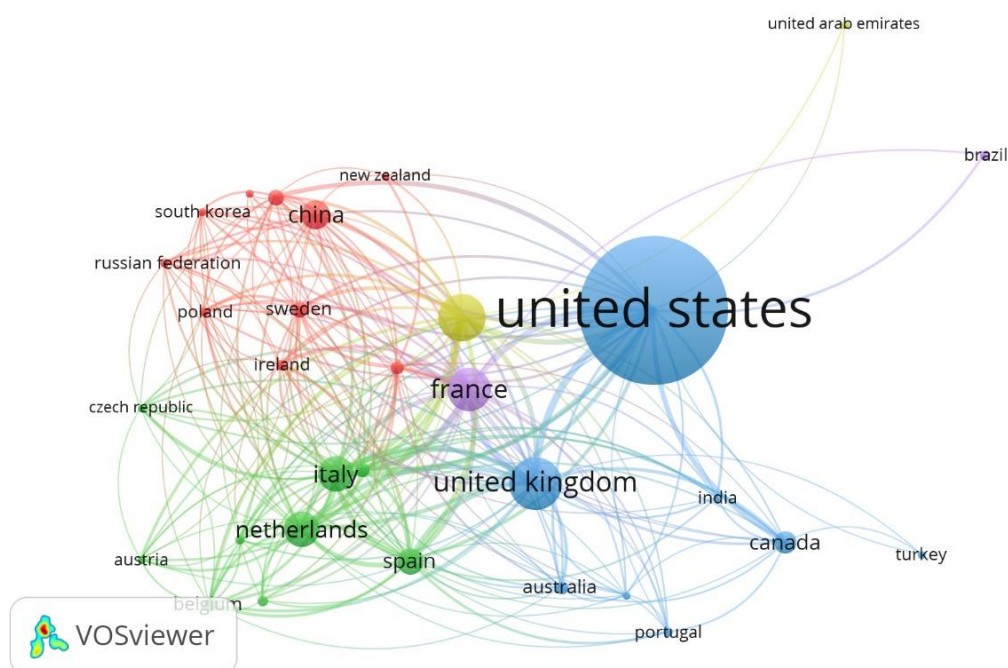 united arab emirates
brazil
new zealand
south korea
china
russian federation
united states
poland
sweden
ireland
france
czech republic
italy
united kingdom
india
netherlands
canada
spain
turkey
austria
australia
belgium
portugal
VOSviewer